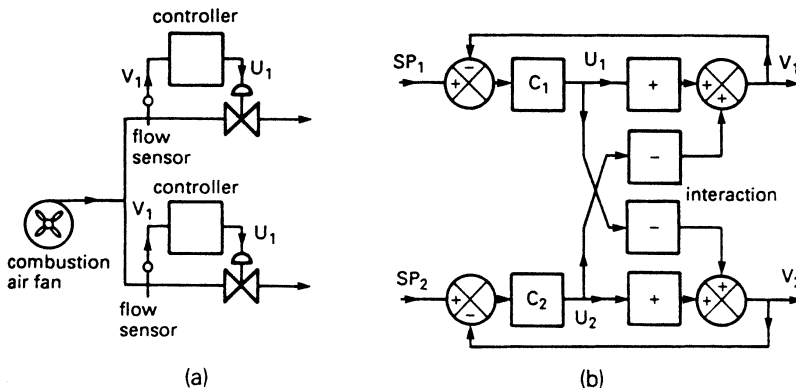 controller
V1
U1
flow
sensor
controller
V1
U1
combustion
air fan
flow
sensor
(a)
SP1
+
−
C1
U1
+
+
+
V1
−
interaction
−
SP2
+
−
C2
U2
+
+
+
V2
(b)